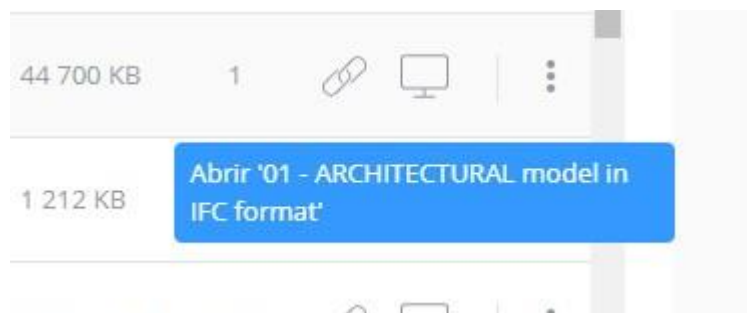 44 700 KB 1
Abrir '01 - ARCHITECTURAL model in
1 212 KB
IFC format'